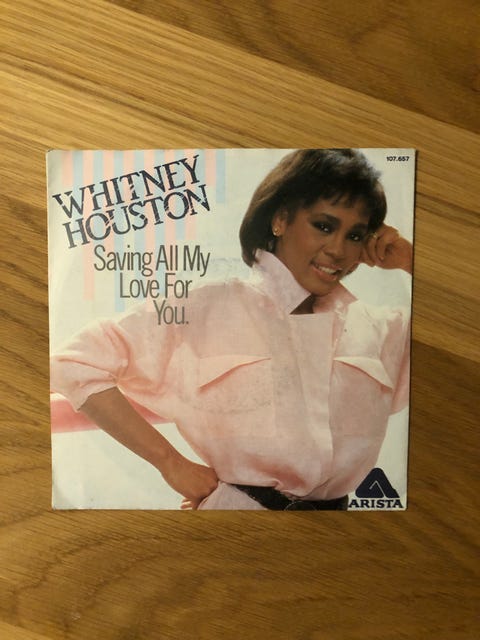 107.657
WHITNEY
HOUSTON
Saving All My
Love For
You.
ARISTA